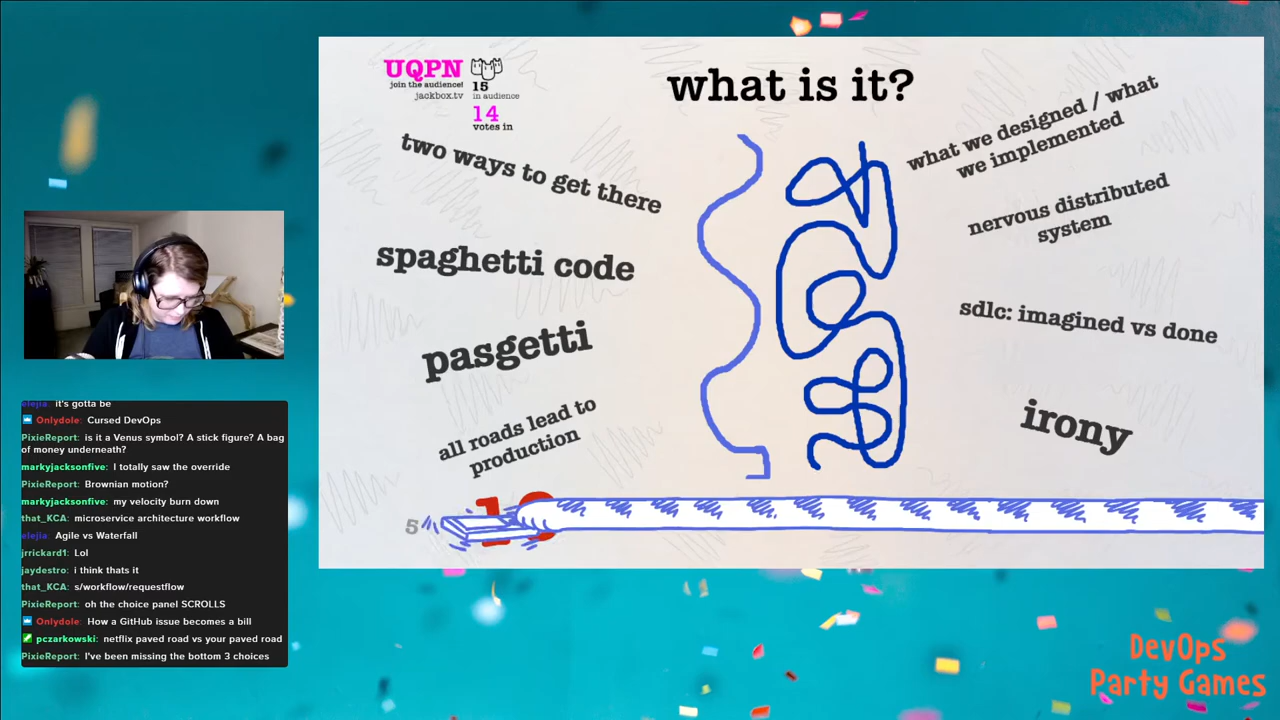 UQPN
join the audience!
jackbox.tv
15
in audience
14
votes in
what is it?
two ways to get there
spaghetti code
pasgetti
all roads lead to
production
what we designed / what
we implemented
nervous distributed
system
sdlc: imagined vs done
irony
5
elejia: it's gotta be
Onlydole: Cursed DevOps
PixieReport: is it a Venus symbol? A stick figure? A bag
of money underneath?
markyjacksonfive: I totally saw the override
PixieReport: Brownian motion?
markyjacksonfive: my velocity burn down
that_KCA: microservice architecture workflow
elejia: Agile vs Waterfall
jrrickard1: Lol
jaydestro: i think thats it
that_KCA: s/workflow/requestflow
PixieReport: oh the choice panel SCROLLS
Onlydole: How a GitHub issue becomes a bill
pczarkowski: netflix paved road vs your paved road
PixieReport: I've been missing the bottom 3 choices
DevOps
Party Games